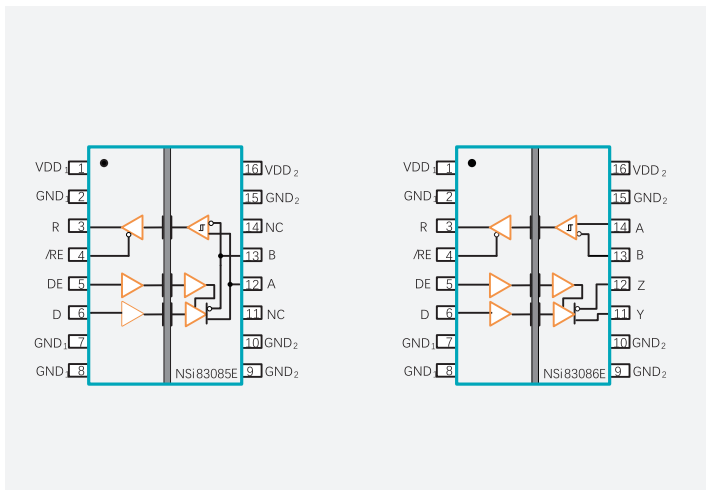 VDD1 1 16 VDD2
GND1 2 15 GND2
R 3 14 NC
/RE 4 13 B
DE 5 12 A
D 6 11 NC
GND1 7 10 GND2
GND1 8 9 GND2
NSi83085E
VDD1 1 16 VDD2
GND1 2 15 GND2
R 3 14 A
/RE 4 13 B
DE 5 12 Z
D 6 11 Y
GND1 7 10 GND2
GND1 8 9 GND2
NSi83086E